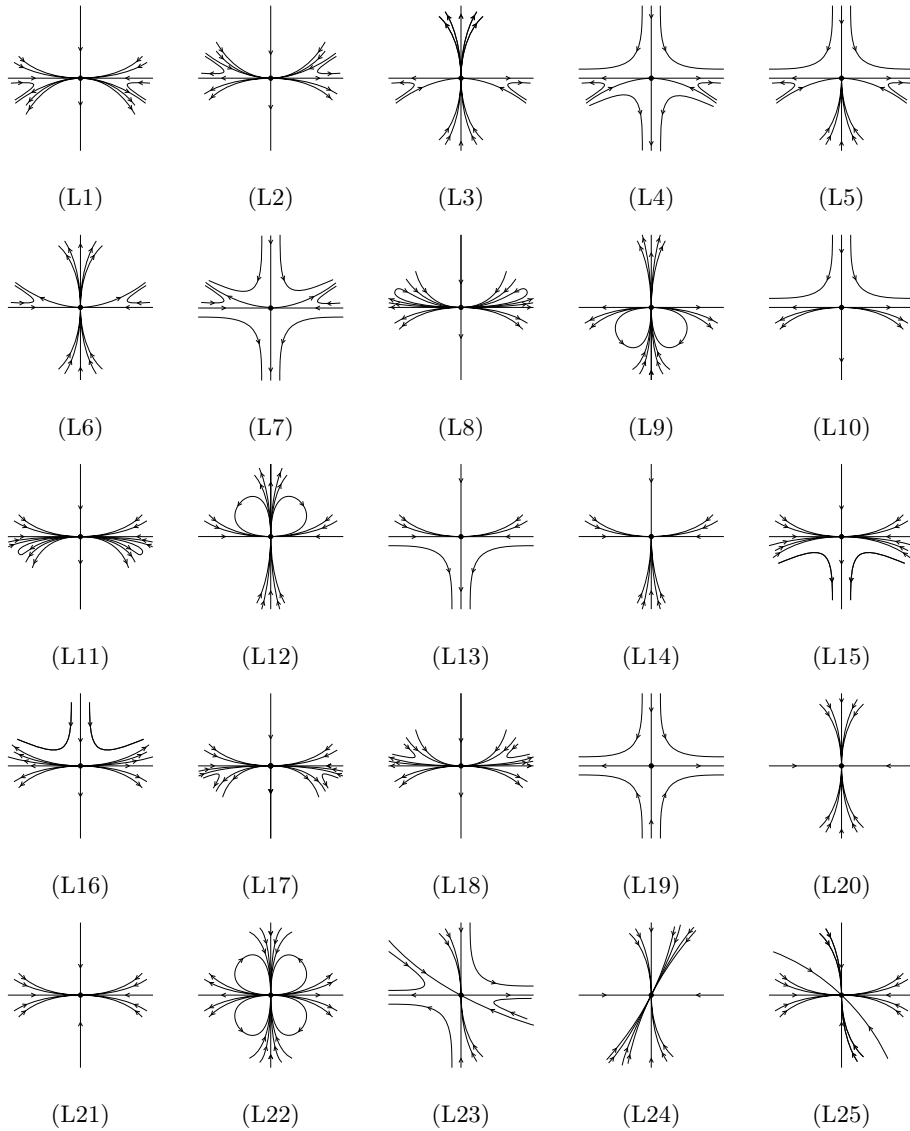 (L1) (L2) (L3) (L4) (L5)
(L6) (L7) (L8) (L9) (L10)
(L11) (L12) (L13) (L14) (L15)
(L16) (L17) (L18) (L19) (L20)
(L21) (L22) (L23) (L24) (L25)